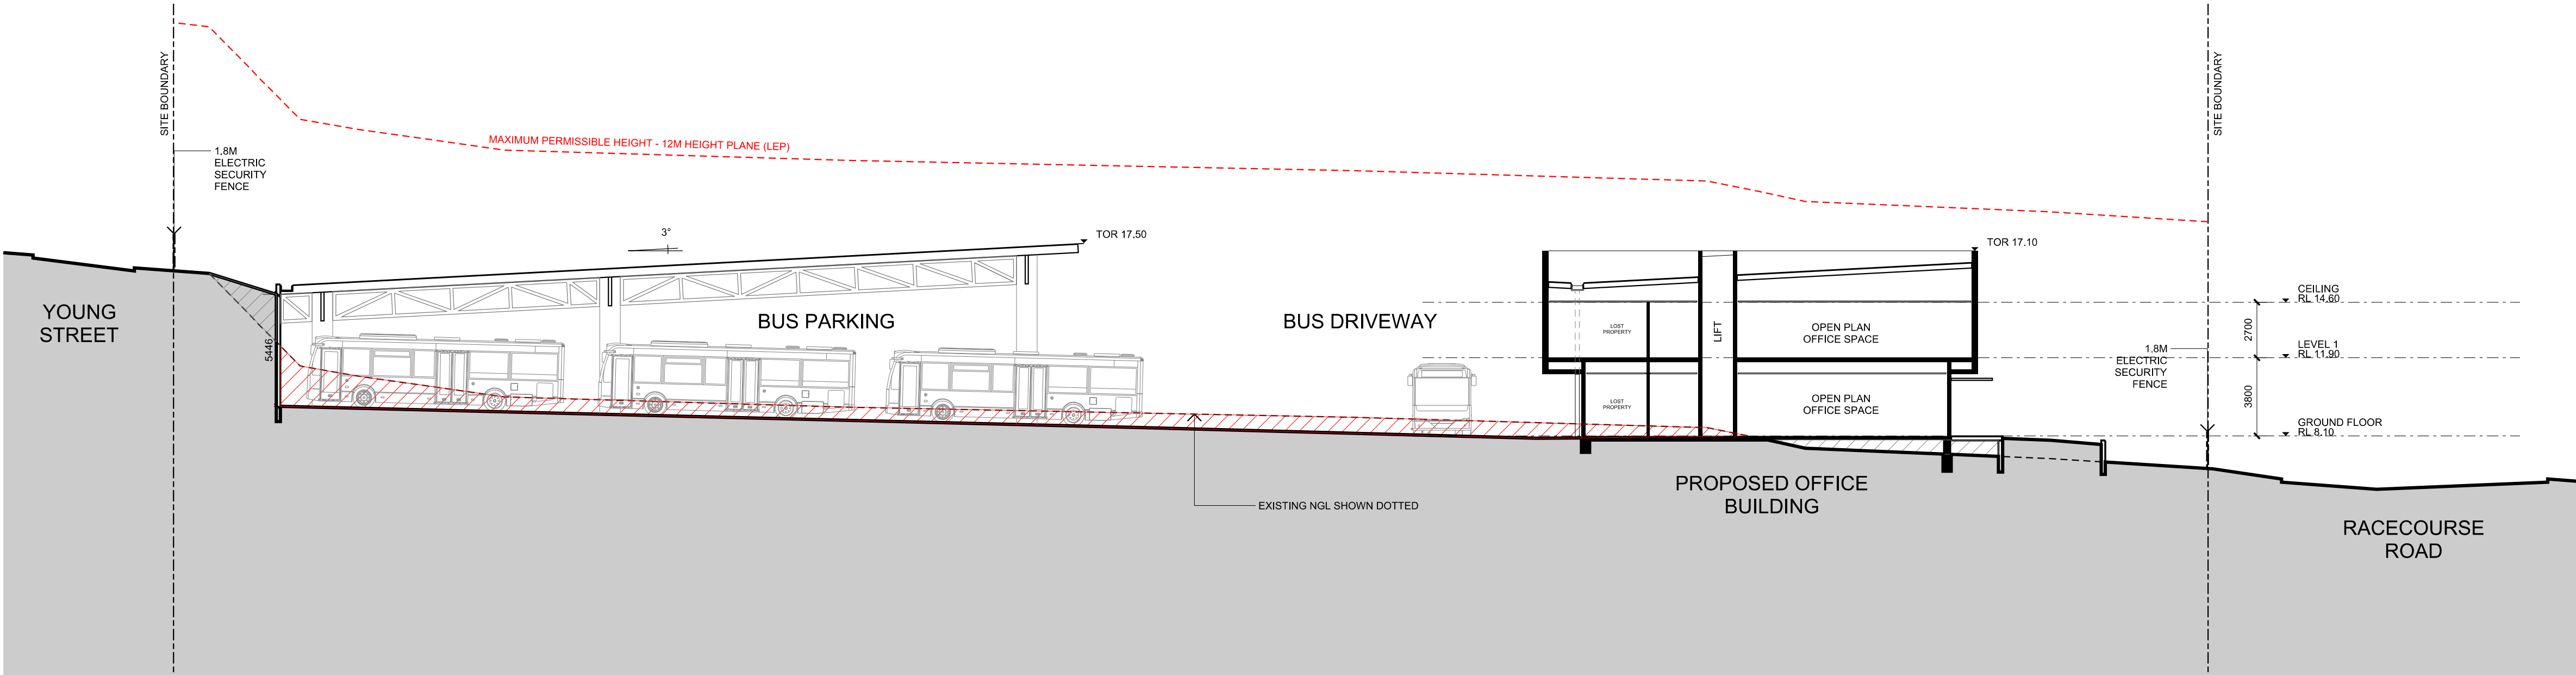 SITE BOUNDARY
1.8M
ELECTRIC
SECURITY
FENCE
MAXIMUM PERMISSIBLE HEIGHT - 12M HEIGHT PLANE (LEP)
SITE BOUNDARY
3°
TOR 17.50
TOR 17.10
YOUNG
STREET
5446
BUS PARKING
BUS DRIVEWAY
LOST
PROPERTY
LIFT
OPEN PLAN
OFFICE SPACE
LOST
PROPERTY
OPEN PLAN
OFFICE SPACE
1.8M
ELECTRIC
SECURITY
FENCE
CEILING
RL 14.60
2700
LEVEL 1
RL 11.90
3800
GROUND FLOOR
RL 8.10
EXISTING NGL SHOWN DOTTED
PROPOSED OFFICE
BUILDING
RACECOURSE
ROAD